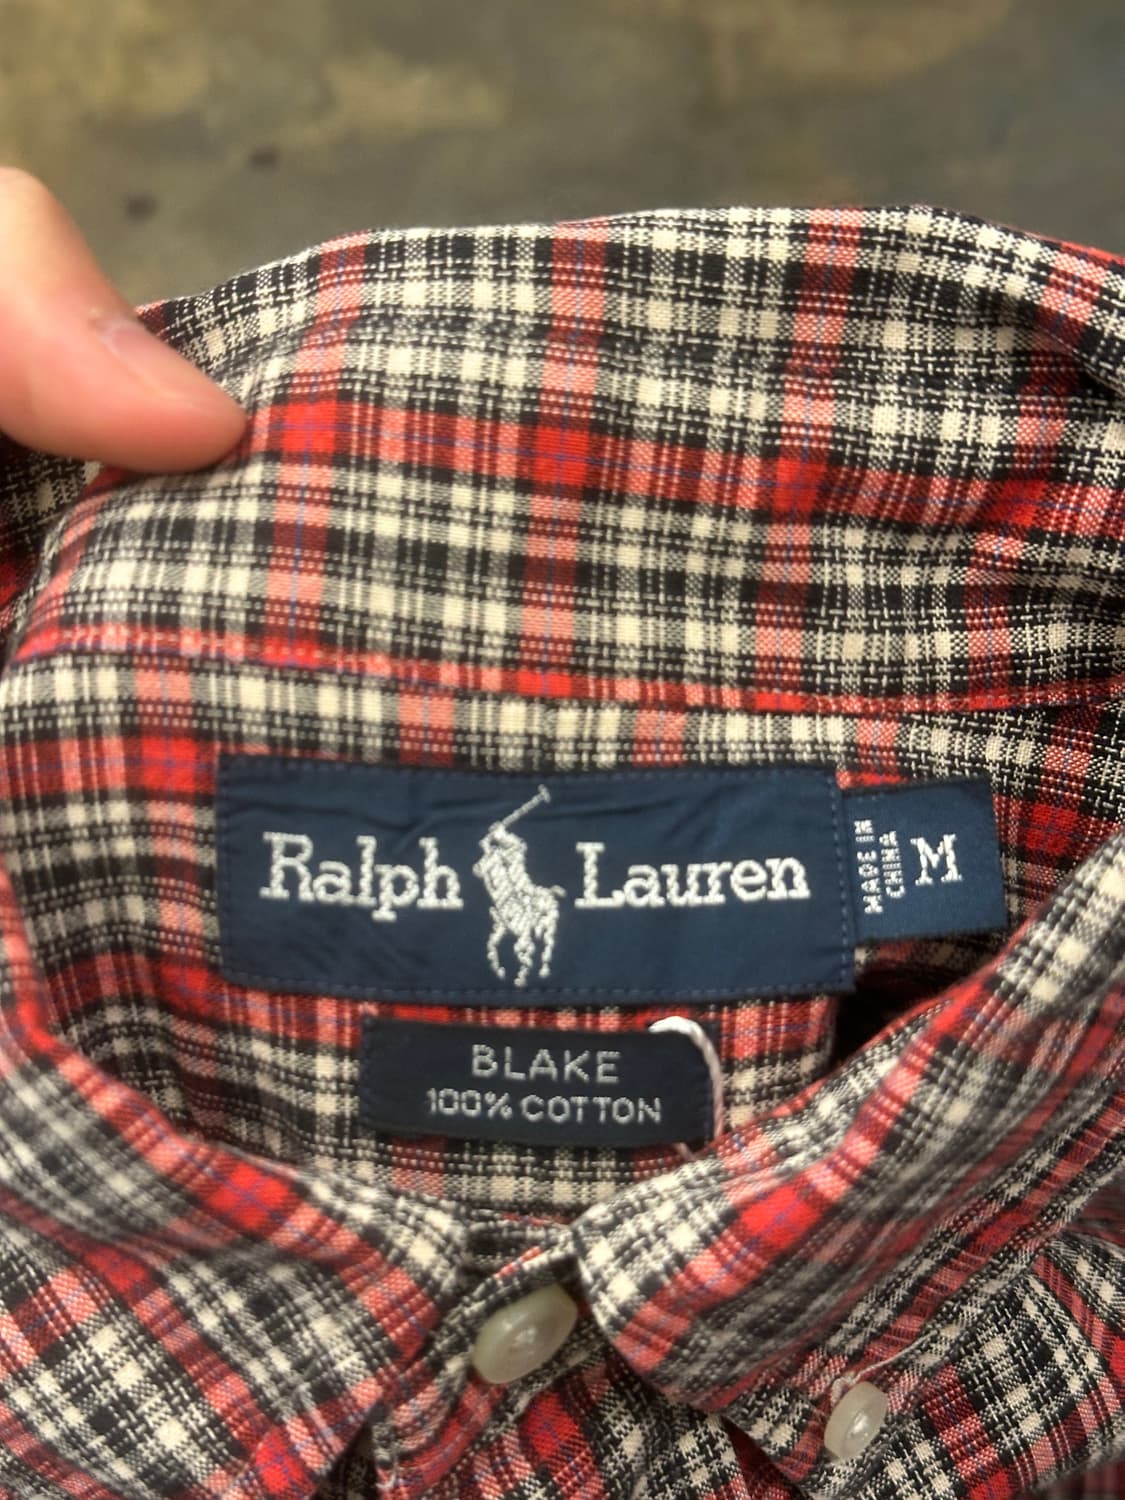 Ralph Lauren
MADE IN
CHINA
M
BLAKE
100% COTTON